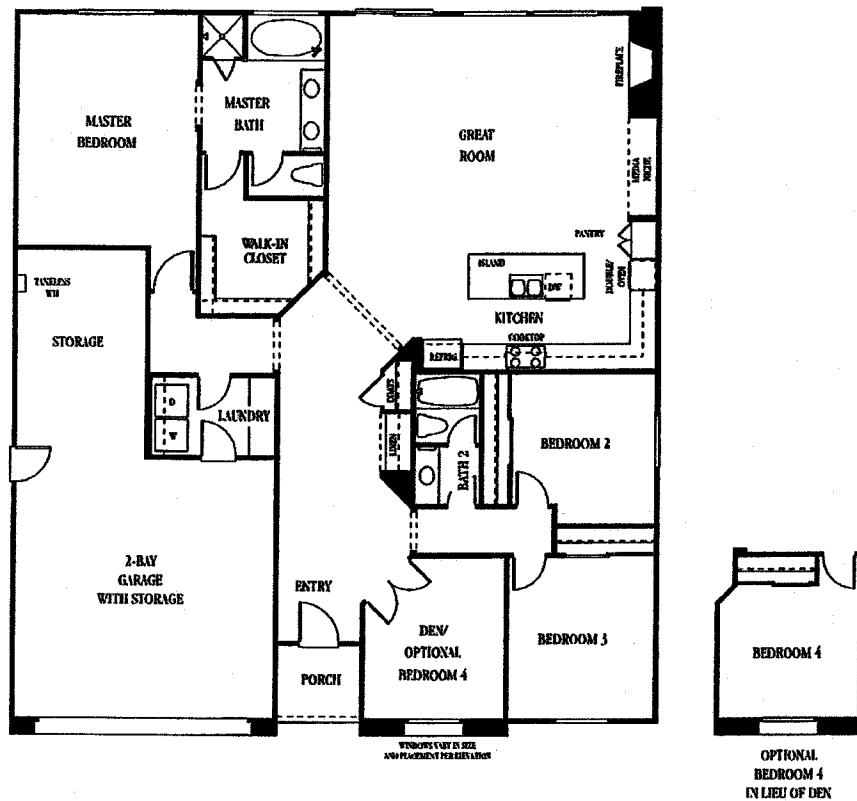 MASTER
BEDROOM
MASTER
BATH
GREAT
ROOM
FIREPLACE
MEDIA
NICHE
WALK-IN
CLOSET
PANTRY
DOUBLE/
OVEN
ISLAND
DW
TANKLESS
WH
STORAGE
KITCHEN
COOKTOP
REFRIG
COATS
D
W
LAUNDRY
LINEN
BATH 2
BEDROOM 2
2-BAY
GARAGE
WITH STORAGE
ENTRY
DEN/
OPTIONAL
BEDROOM 4
BEDROOM 3
PORCH
WINDOWS VARY IN SIZE
AND PLACEMENT PER ELEVATION
BEDROOM 4
OPTIONAL
BEDROOM 4
IN LIEU OF DEN